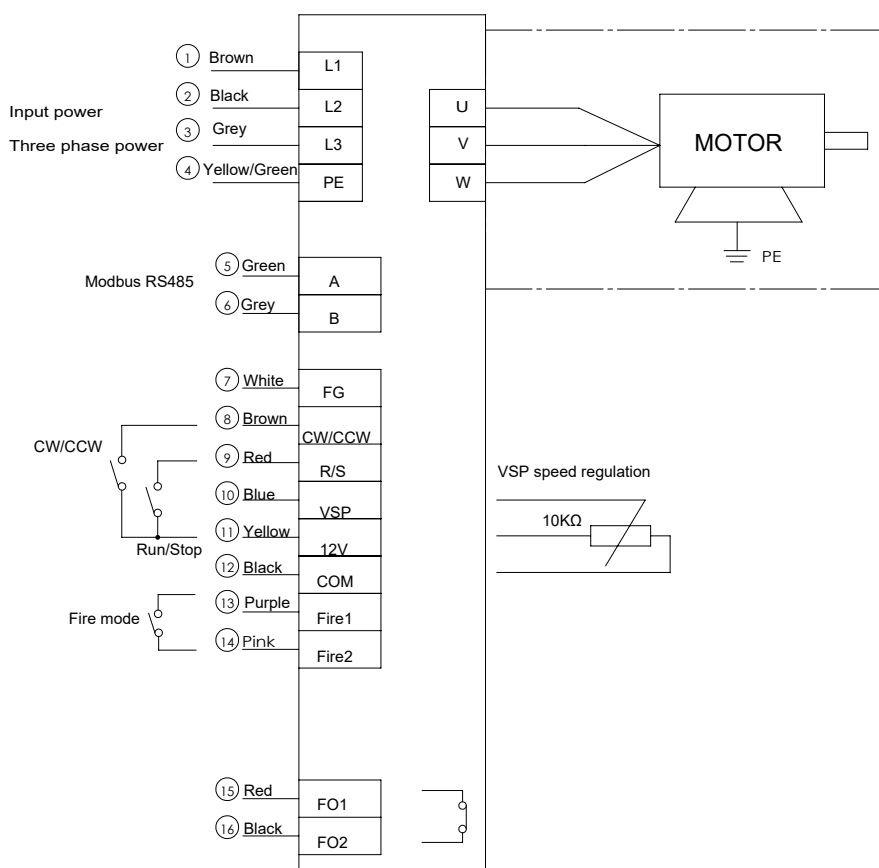 1 Brown L1
Input power
2 Black L2 U
3 Grey L3 V MOTOR
Three phase power
4 Yellow/Green PE W
PE
Modbus RS485
5 Green A
6 Grey B
7 White FG
8 Brown CW/CCW
CW/CCW
9 Red R/S
VSP speed regulation
10 Blue VSP
10KΩ
11 Yellow 12V
Run/Stop
12 Black COM
13 Purple Fire1
Fire mode
14 Pink Fire2
15 Red FO1
16 Black FO2